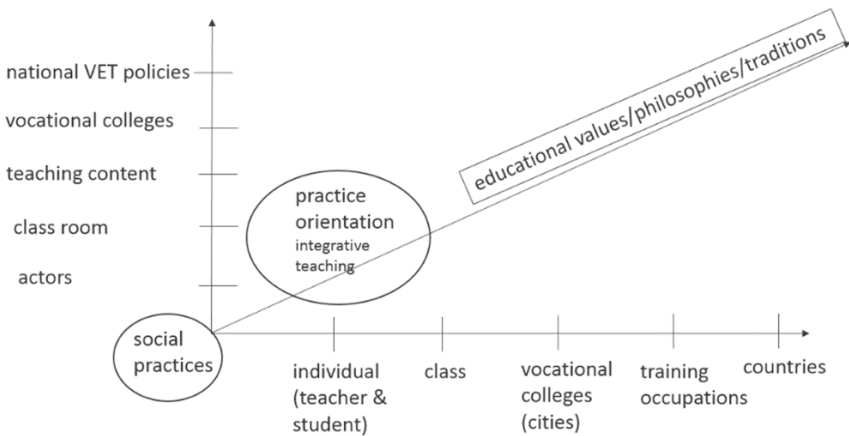 national VET policies
vocational colleges
teaching content
class room
actors
educational values/philosophies/traditions
practice
orientation
integrative
teaching
social
practices
individual
(teacher &
student)
class
vocational
colleges
(cities)
training
occupations
countries